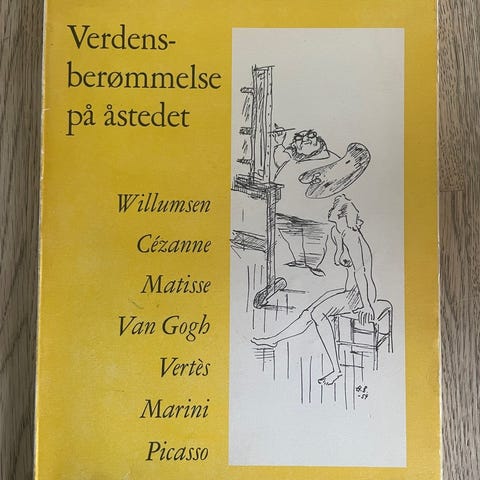 Verdens-
berømmelse
på åstedet
Willumsen
Cézanne
Matisse
Van Gogh
Vertès
Marini
Picasso